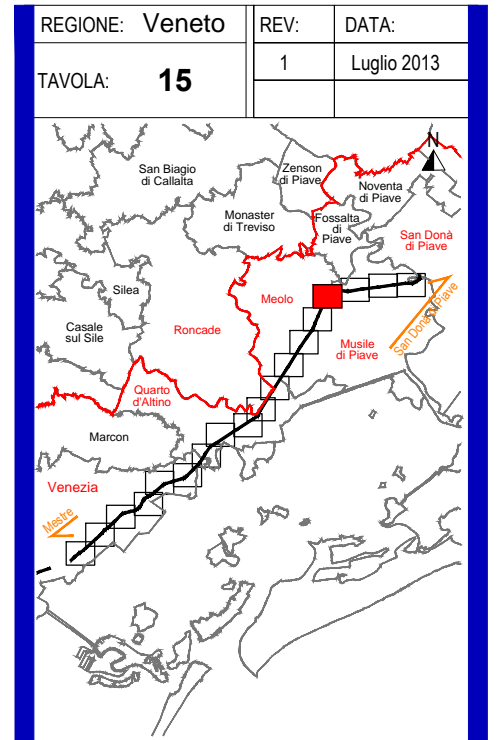 REGIONE: Veneto
REV:
DATA:
TAVOLA: 15
1
Luglio 2013
N
San Biagio
di Callalta
Zenson
di Piave
Noventa
di Piave
Monaster
di Treviso
Fossalta
di
Piave
San Donà
di Piave
Silea
Meolo
Casale
sul Sile
Roncade
Musile
di Piave
San Donà di Piave
Quarto
d'Altino
Marcon
Venezia
Mestre